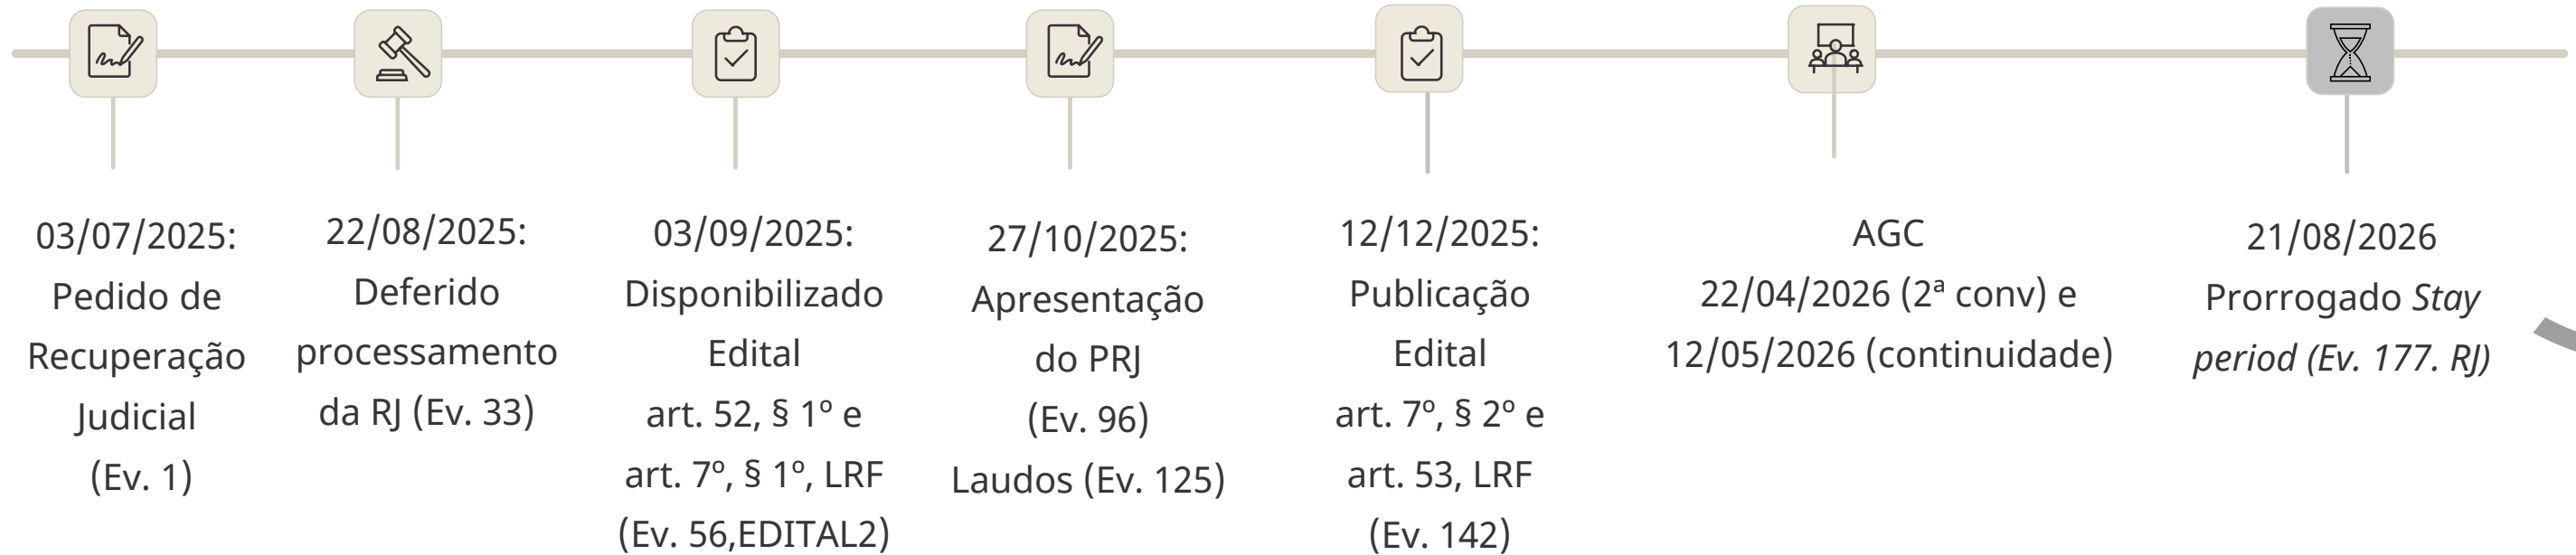 03/07/2025:
Pedido de
Recuperação
Judicial
(Ev. 1)
22/08/2025:
Deferido
processamento
da RJ (Ev. 33)
03/09/2025:
Disponibilizado
Edital
art. 52, § 1º e
art. 7º, § 1º, LRF
(Ev. 56,EDITAL2)
27/10/2025:
Apresentação
do PRJ
(Ev. 96)
Laudos (Ev. 125)
12/12/2025:
Publicação
Edital
art. 7º, § 2º e
art. 53, LRF
(Ev. 142)
AGC
22/04/2026 (2ª conv) e
12/05/2026 (continuidade)
21/08/2026
Prorrogado Stay
period (Ev. 177. RJ)